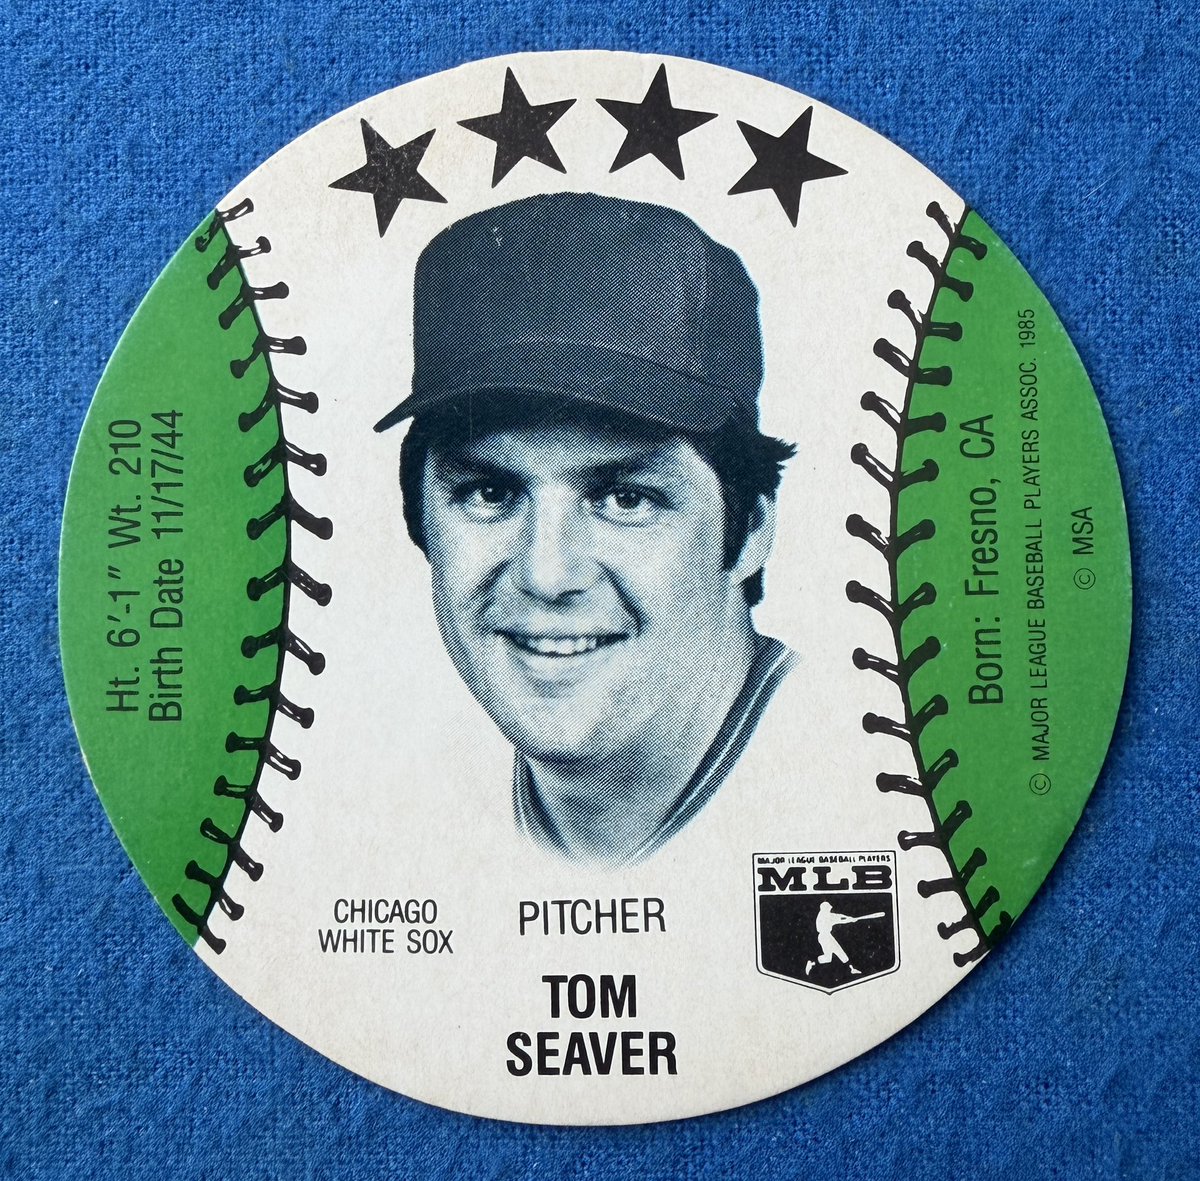 Ht. 6'-1" Wt. 210
Birth Date 11/17/44
Born: Fresno, CA
© MAJOR LEAGUE BASEBALL PLAYERS ASSOC. 1985
© MSA
CHICAGO
WHITE SOX
PITCHER
TOM
SEAVER
MAJOR LEAGUE BASEBALL PLAYERS
MLB